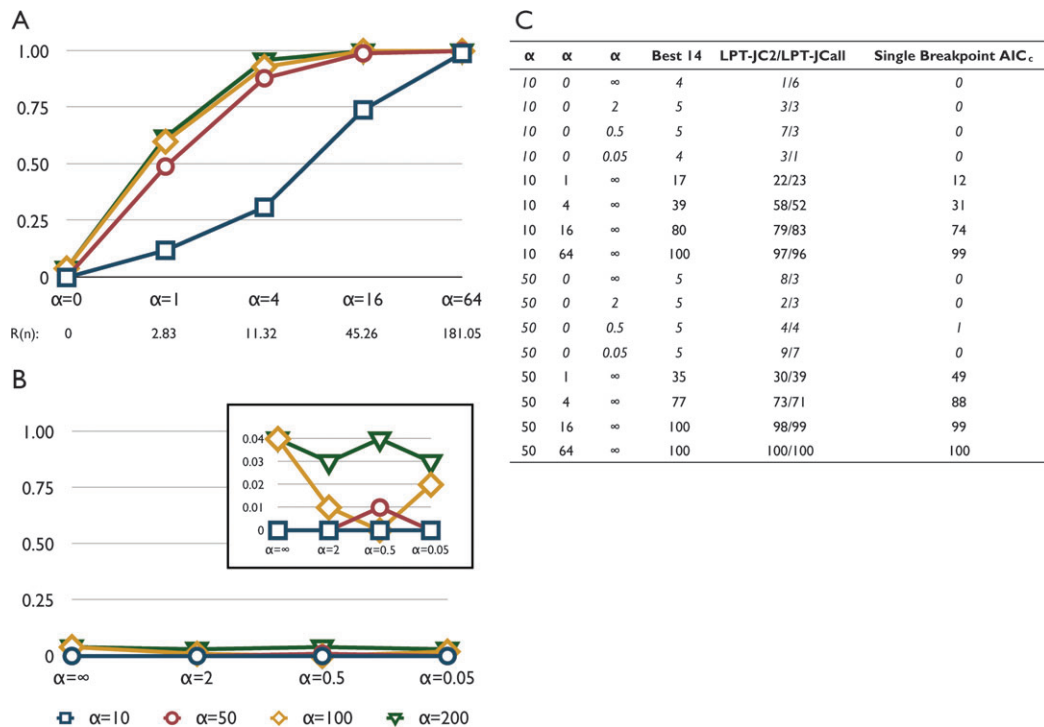 A
1.00
0.75
0.50
0.25
0
α=0 α=1 α=4 α=16 α=64
R(n): 0 2.83 11.32 45.26 181.05
B
1.00
0.75
0.50
0.25
0
0.04
0.03
0.02
0.01
0
α=∞ α=2 α=0.5 α=0.05
α=∞ α=2 α=0.5 α=0.05
α=10 α=50 α=100 α=200
C
α α α Best 14 LPT-JC2/LPT-JCall Single Breakpoint AICc
10 0 ∞ 4 1/6 0
10 0 2 5 3/3 0
10 0 0.5 5 7/3 0
10 0 0.05 4 3/1 0
10 1 ∞ 17 22/23 12
10 4 ∞ 39 58/52 31
10 16 ∞ 80 79/83 74
10 64 ∞ 100 97/96 99
50 0 ∞ 5 8/3 0
50 0 2 5 2/3 0
50 0 0.5 5 4/4 1
50 0 0.05 5 9/7 0
50 1 ∞ 35 30/39 49
50 4 ∞ 77 73/71 88
50 16 ∞ 100 98/99 99
50 64 ∞ 100 100/100 100